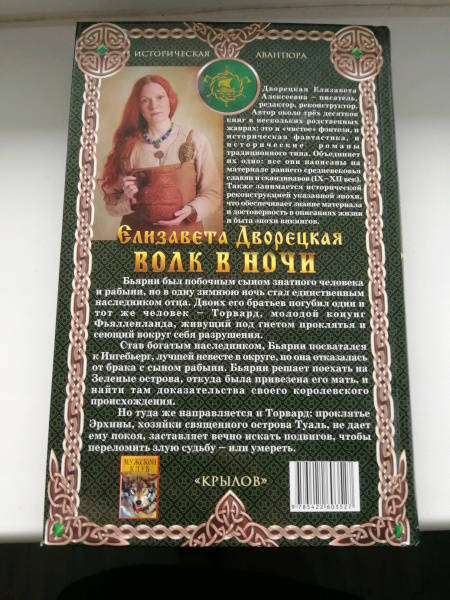 ИСТОРИЧЕСКАЯ
АВАНТЮРА
Дворецкая Елизавета
Алексеевна – писатель,
редактор, реконструктор.
Автор около трёх десятков
книг в нескольких родственных
жанрах: это и «чистое» фэнтези, и
историческая фантастика, и
исторические романы
традиционного типа. Объединяет
их одно: все они написаны на
материале раннего средневековья
славян и скандинавов (IX–XII век).
Также занимается исторической
реконструкцией указанной эпохи,
что обеспечивает знание материала
и достоверность в описаниях жизни
и быта эпохи викингов.
Елизавета Дворецкая
ВОЛК В НОЧИ
Бьярни был побочным сыном знатного человека
и рабыни, но в одну зимнюю ночь стал единственным
наследником отца. Двоих его братьев погубил один и
тот же человек – Торвард, молодой конунг
Фьялленланда, живущий под гнетом проклятья и
сеющий вокруг себя разрушения.
Став богатым наследником, Бьярни посватался
к Ингебьерг, лучшей невесте в округе, но она отказалась
от брака с сыном рабыни. Бьярни решает поехать на
Зеленые острова, откуда была привезена его мать, и
найти там доказательства своего королевского
происхождения.
Но туда же направляется и Торвард: проклятье
Эрхины, хозяйки священного острова Туаль, не дает
ему покоя, заставляет вечно искать подвигов, чтобы
переломить злую судьбу – или умереть.
МУЖСКОЙ
КЛУБ
«КРЫЛОВ»
9 785422 603527